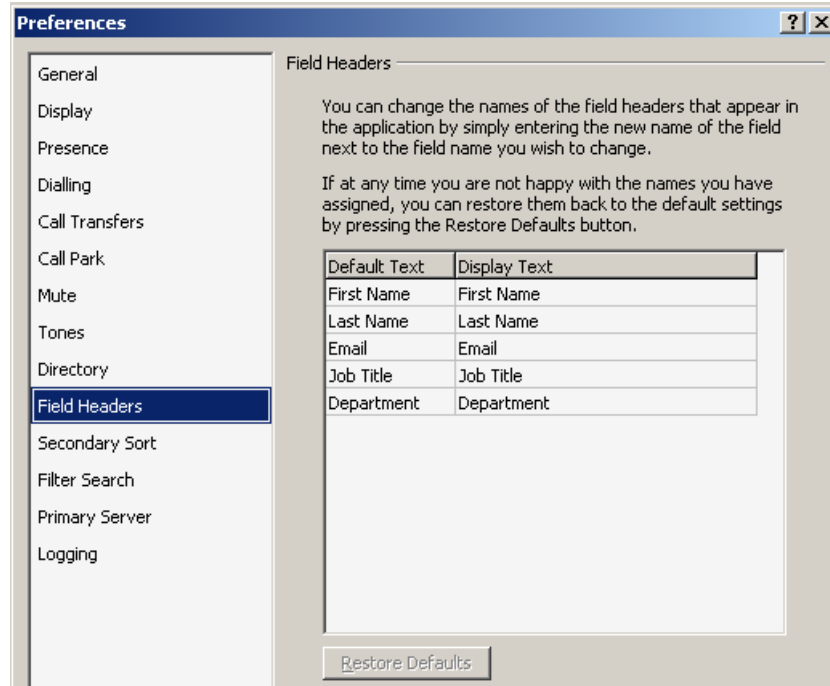 Preferences
General
Display
Presence
Dialling
Call Transfers
Call Park
Mute
Tones
Directory
Field Headers
Secondary Sort
Filter Search
Primary Server
Logging
Field Headers
You can change the names of the field headers that appear in
the application by simply entering the new name of the field
next to the field name you wish to change.
If at any time you are not happy with the names you have
assigned, you can restore them back to the default settings
by pressing the Restore Defaults button.
Default Text Display Text
First Name First Name
Last Name Last Name
Email Email
Job Title Job Title
Department Department
Restore Defaults